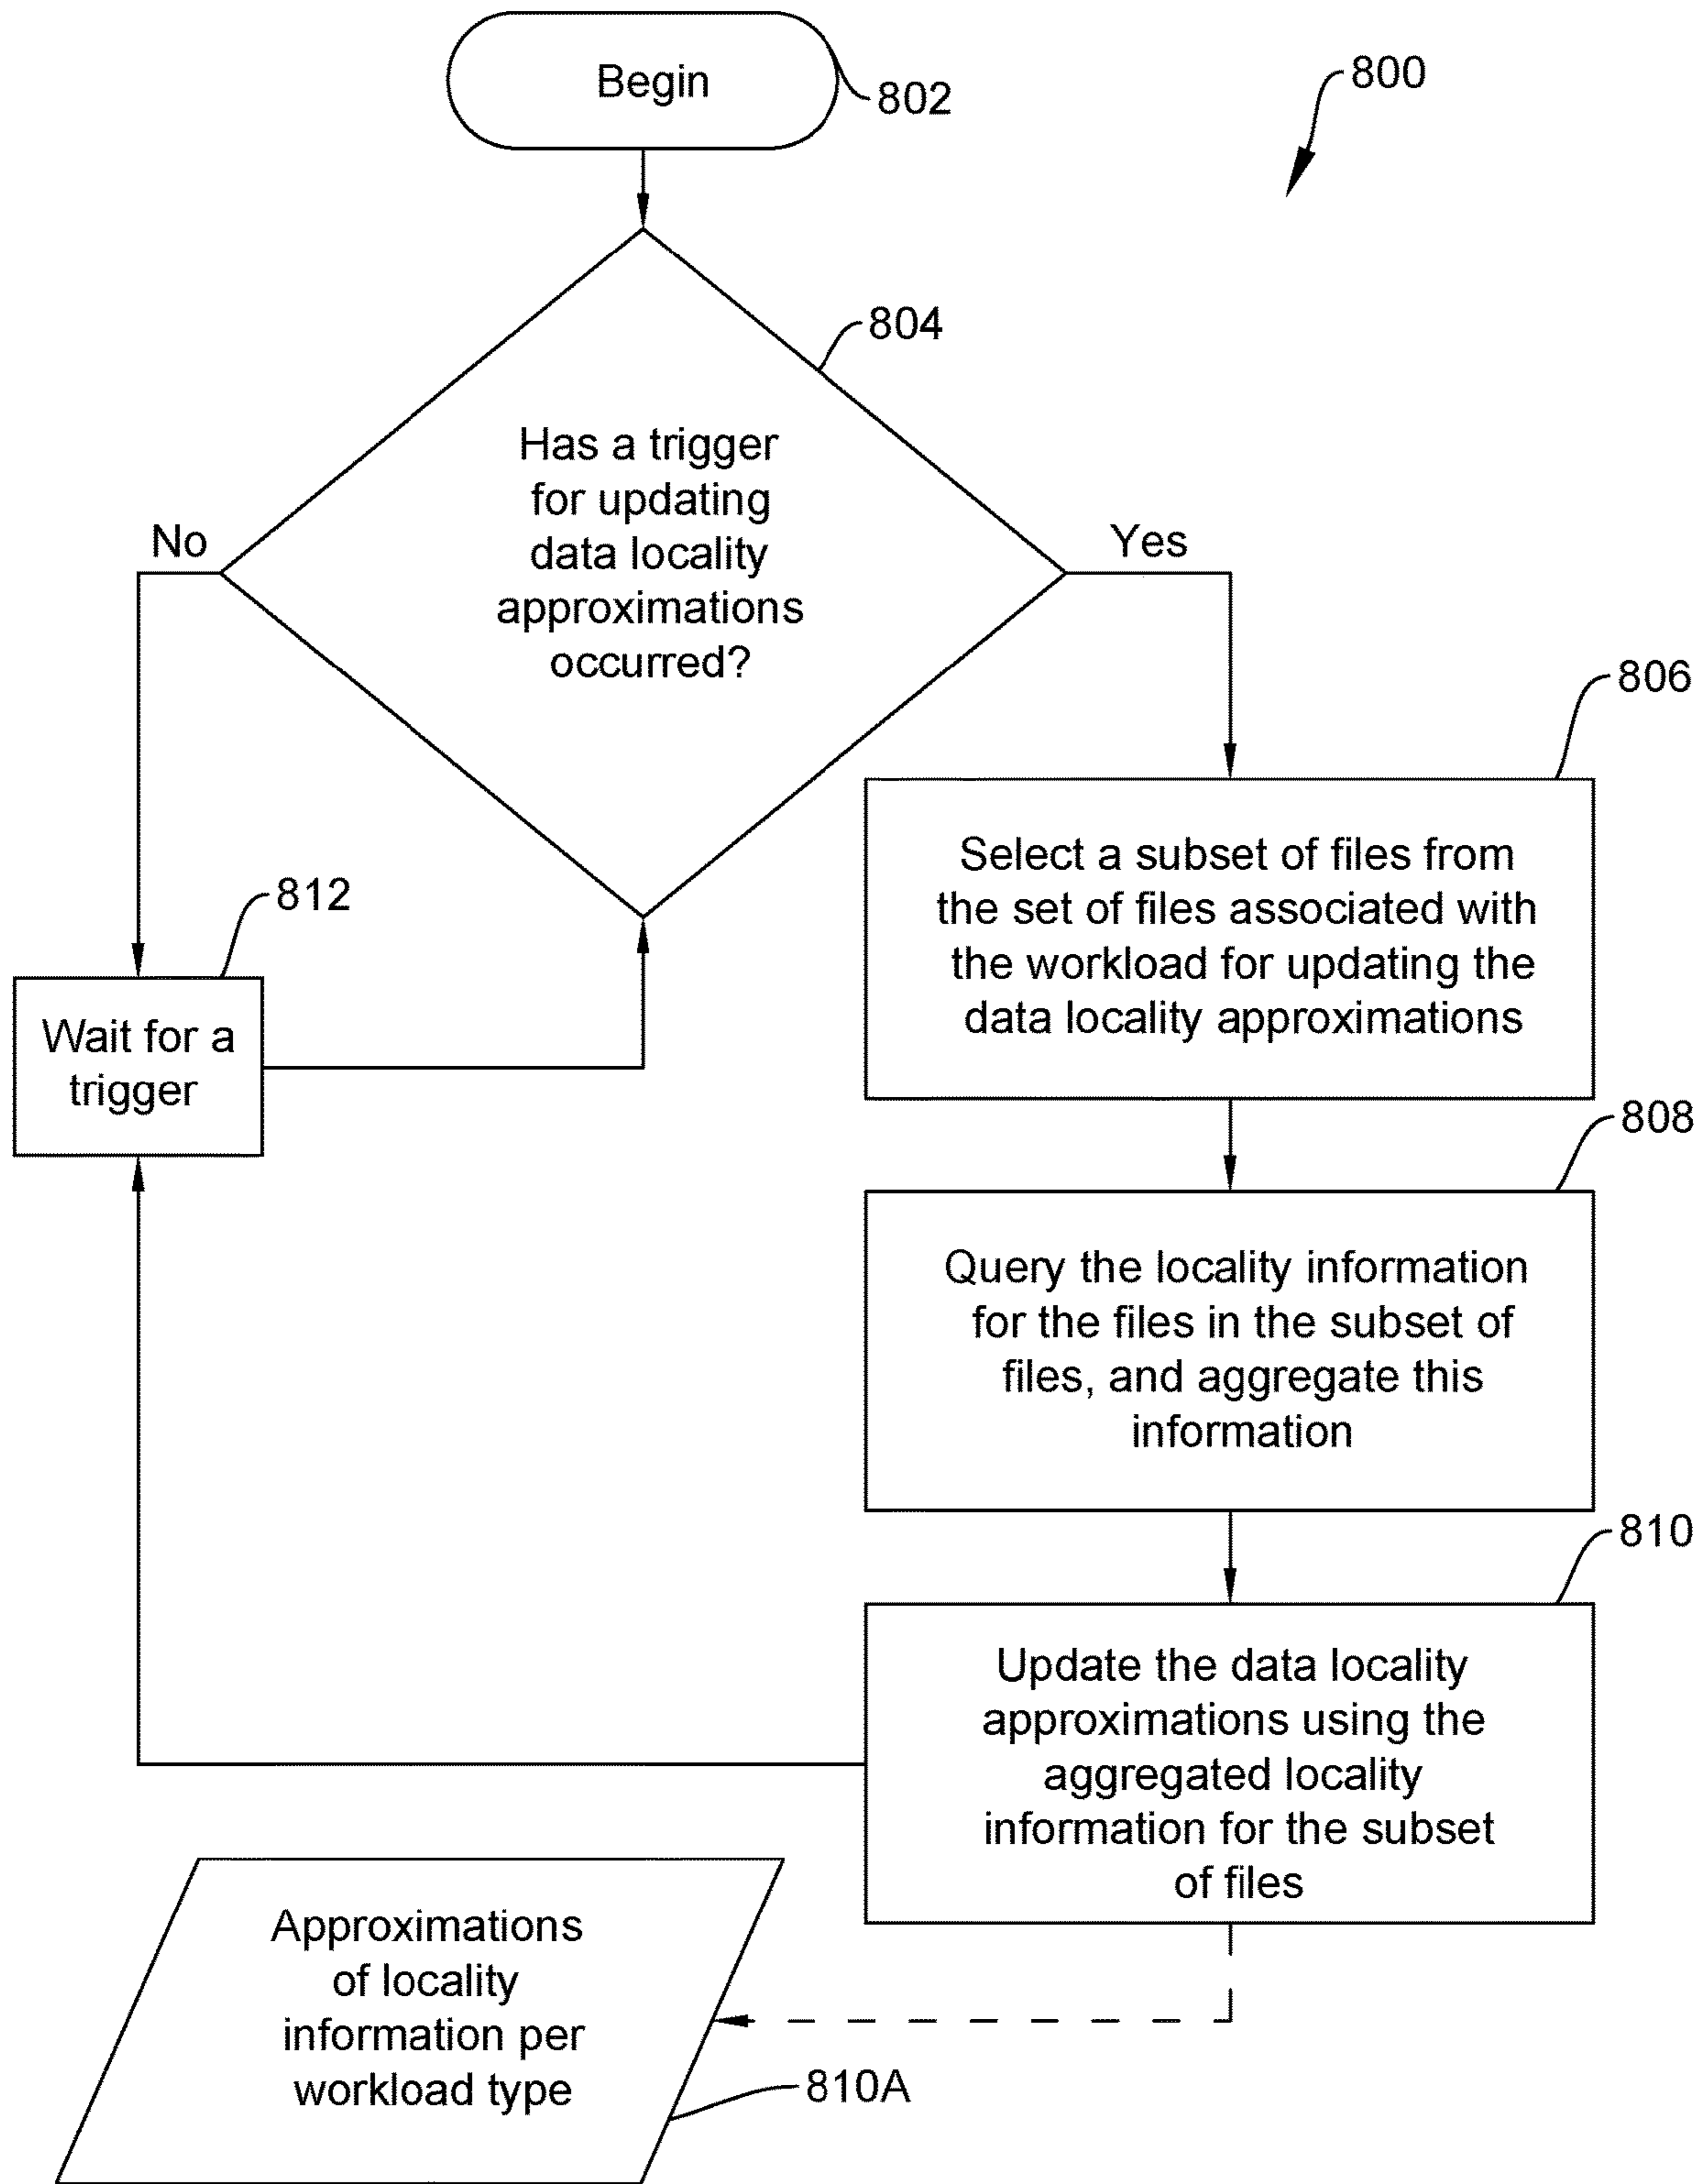 Begin
802
800
804
Has a trigger
for updating
data locality
approximations
occurred?
No
Yes
806
Select a subset of files from
the set of files associated with
the workload for updating the
data locality approximations
812
Wait for a
trigger
808
Query the locality information
for the files in the subset of
files, and aggregate this
information
810
Update the data locality
approximations using the
aggregated locality
information for the subset
of files
Approximations
of locality
information per
workload type
810A